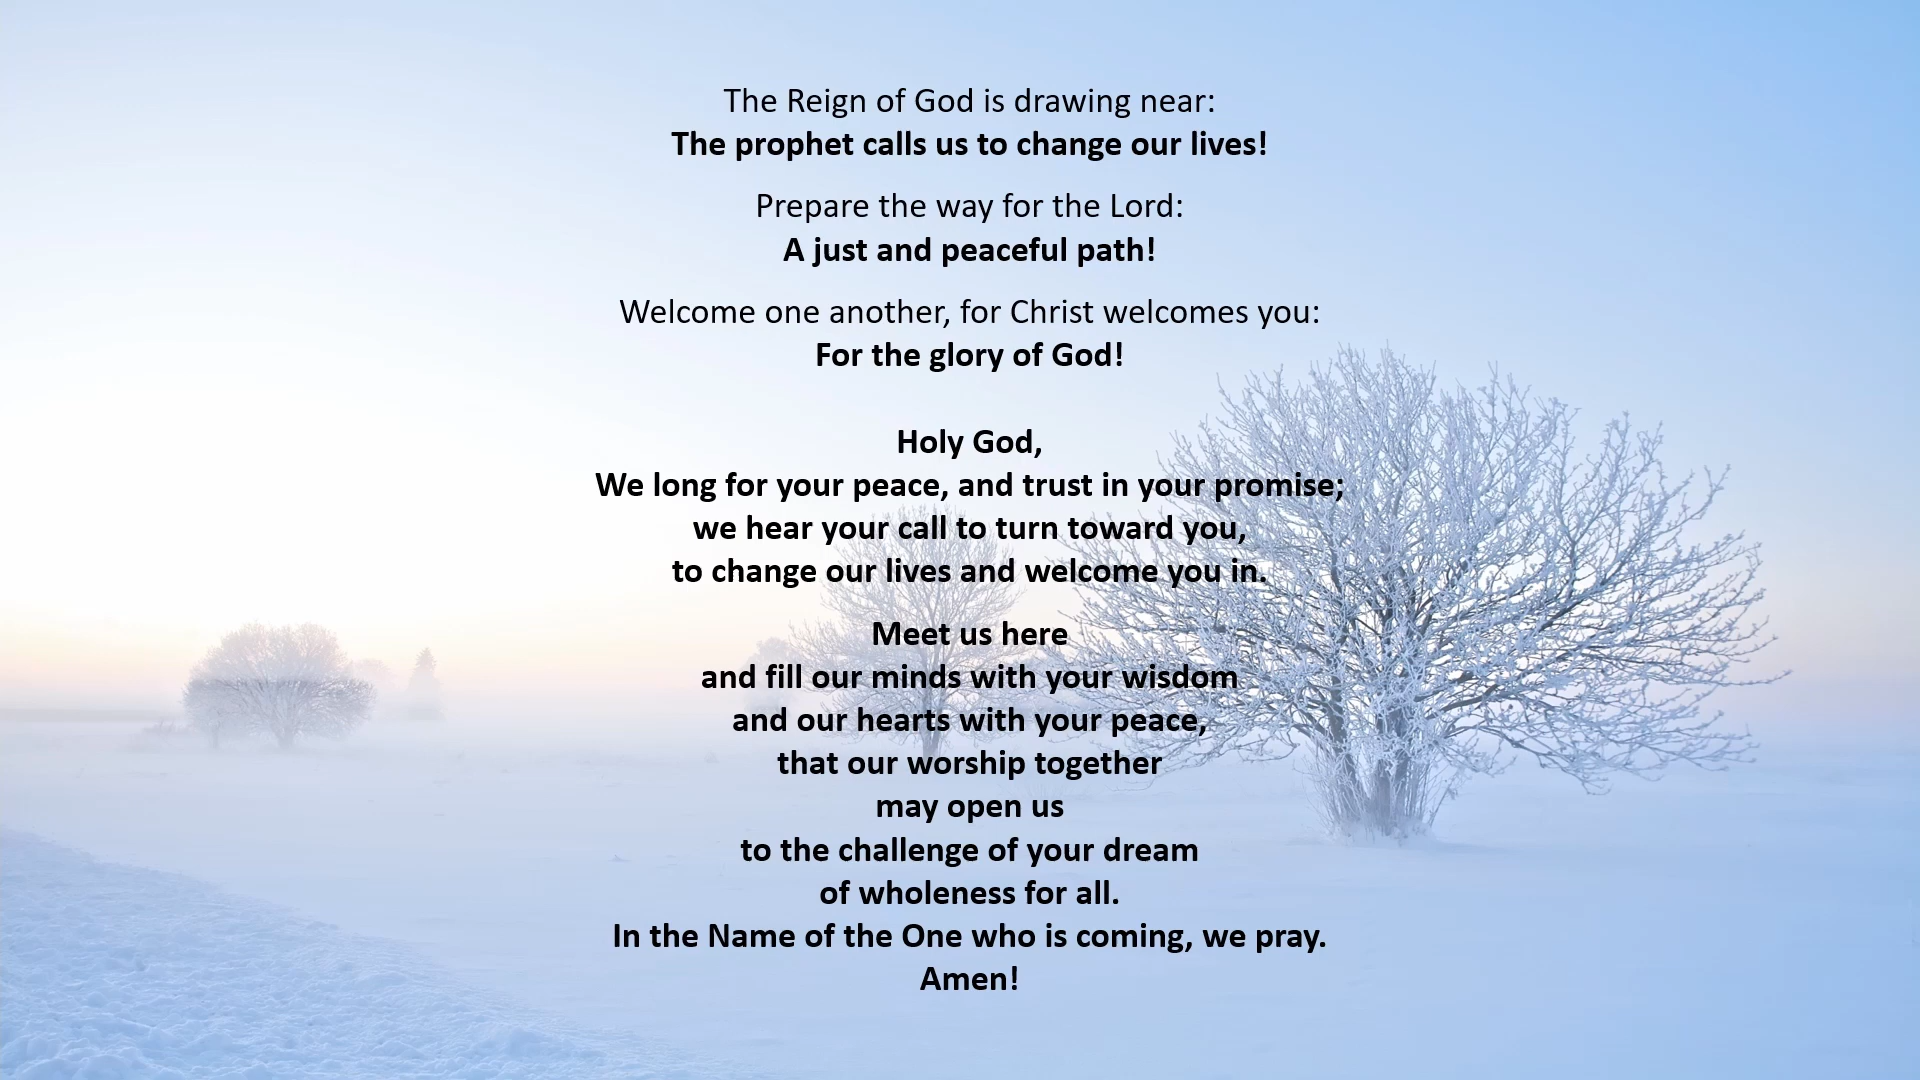 The Reign of God is drawing near:
The prophet calls us to change our lives!
Prepare the way for the Lord:
A just and peaceful path!
Welcome one another, for Christ welcomes you:
For the glory of God!
Holy God,
We long for your peace, and trust in your promise;
we hear your call to turn toward you,
to change our lives and welcome you in.
Meet us here
and fill our minds with your wisdom
and our hearts with your peace,
that our worship together
may open us
to the challenge of your dream
of wholeness for all.
In the Name of the One who is coming, we pray.
Amen!